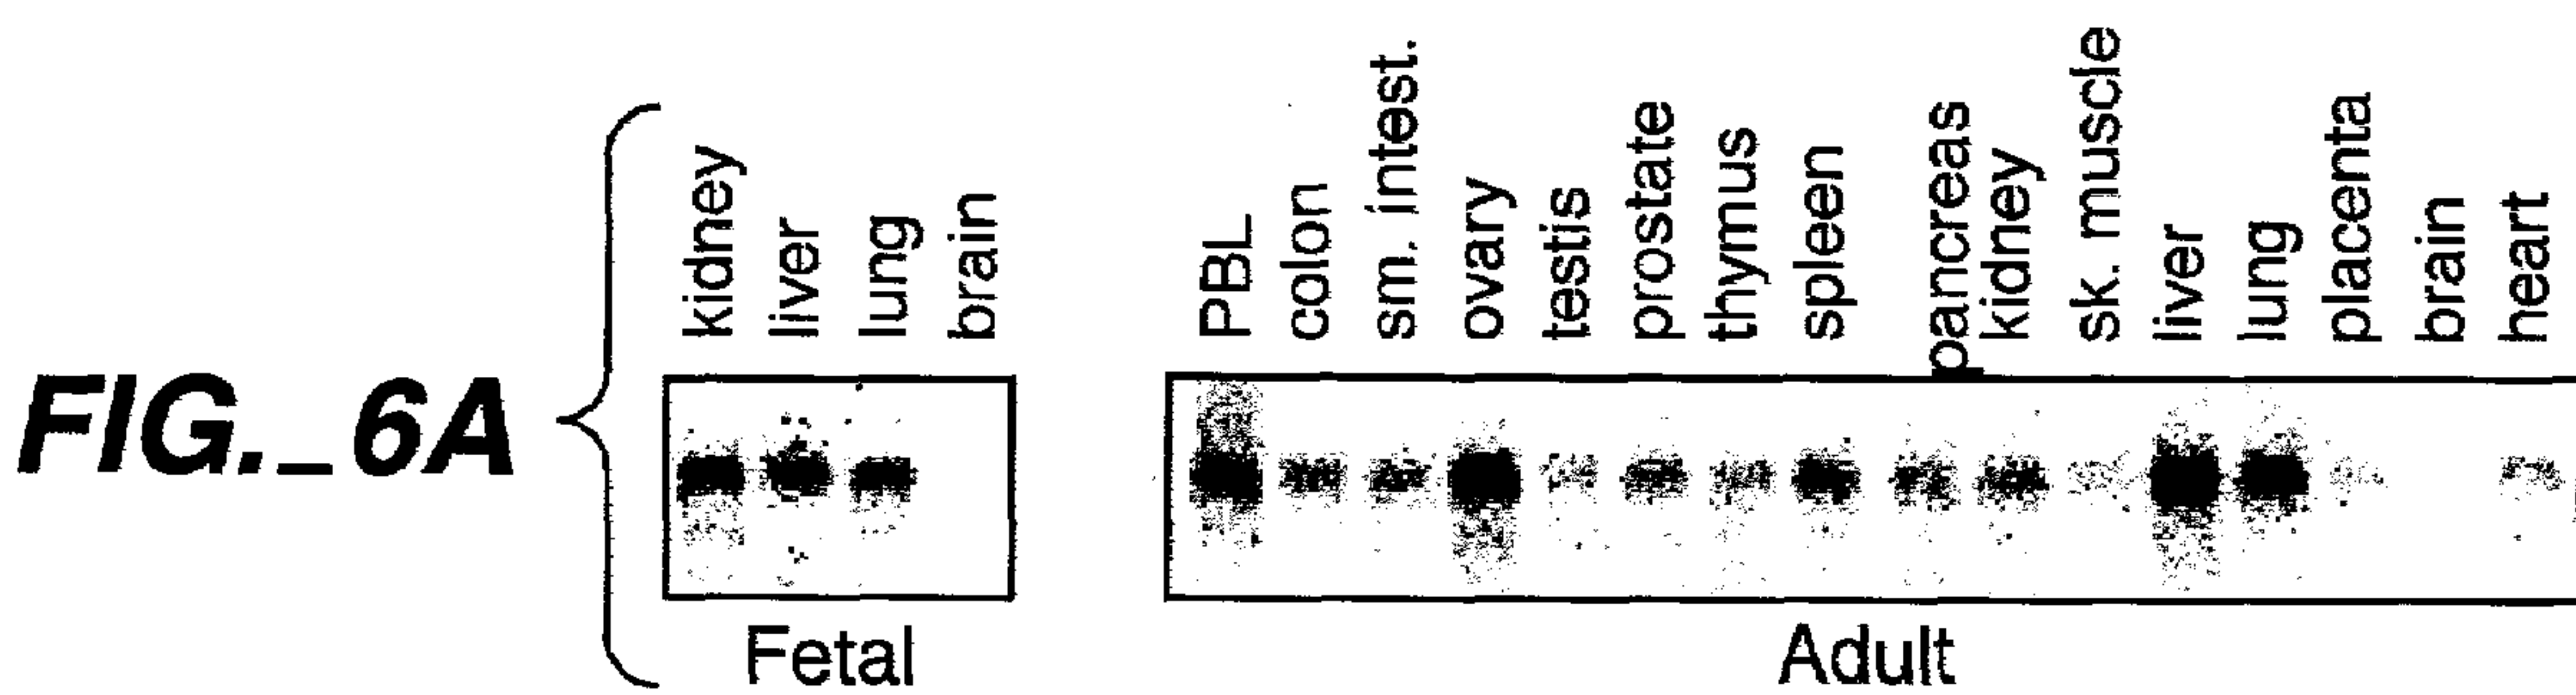 FIG._6A
kidney
liver
lung
brain
Fetal
PBL
colon
sm. intest.
ovary
testis
prostate
thymus
spleen
pancreas
kidney
sk. muscle
liver
lung
placenta
brain
heart
Adult